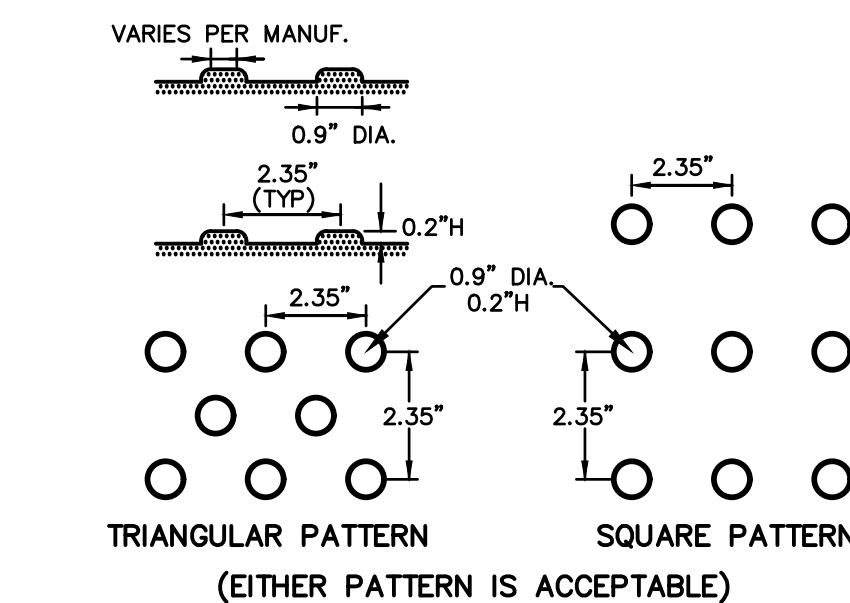 VARIES PER MANUF.
0.9" DIA.
2.35"
(TYP)
0.2"H
2.35"
2.35"
0.9" DIA.
0.2"H
2.35"
2.35"
TRIANGULAR PATTERN
SQUARE PATTERN
(EITHER PATTERN IS ACCEPTABLE)